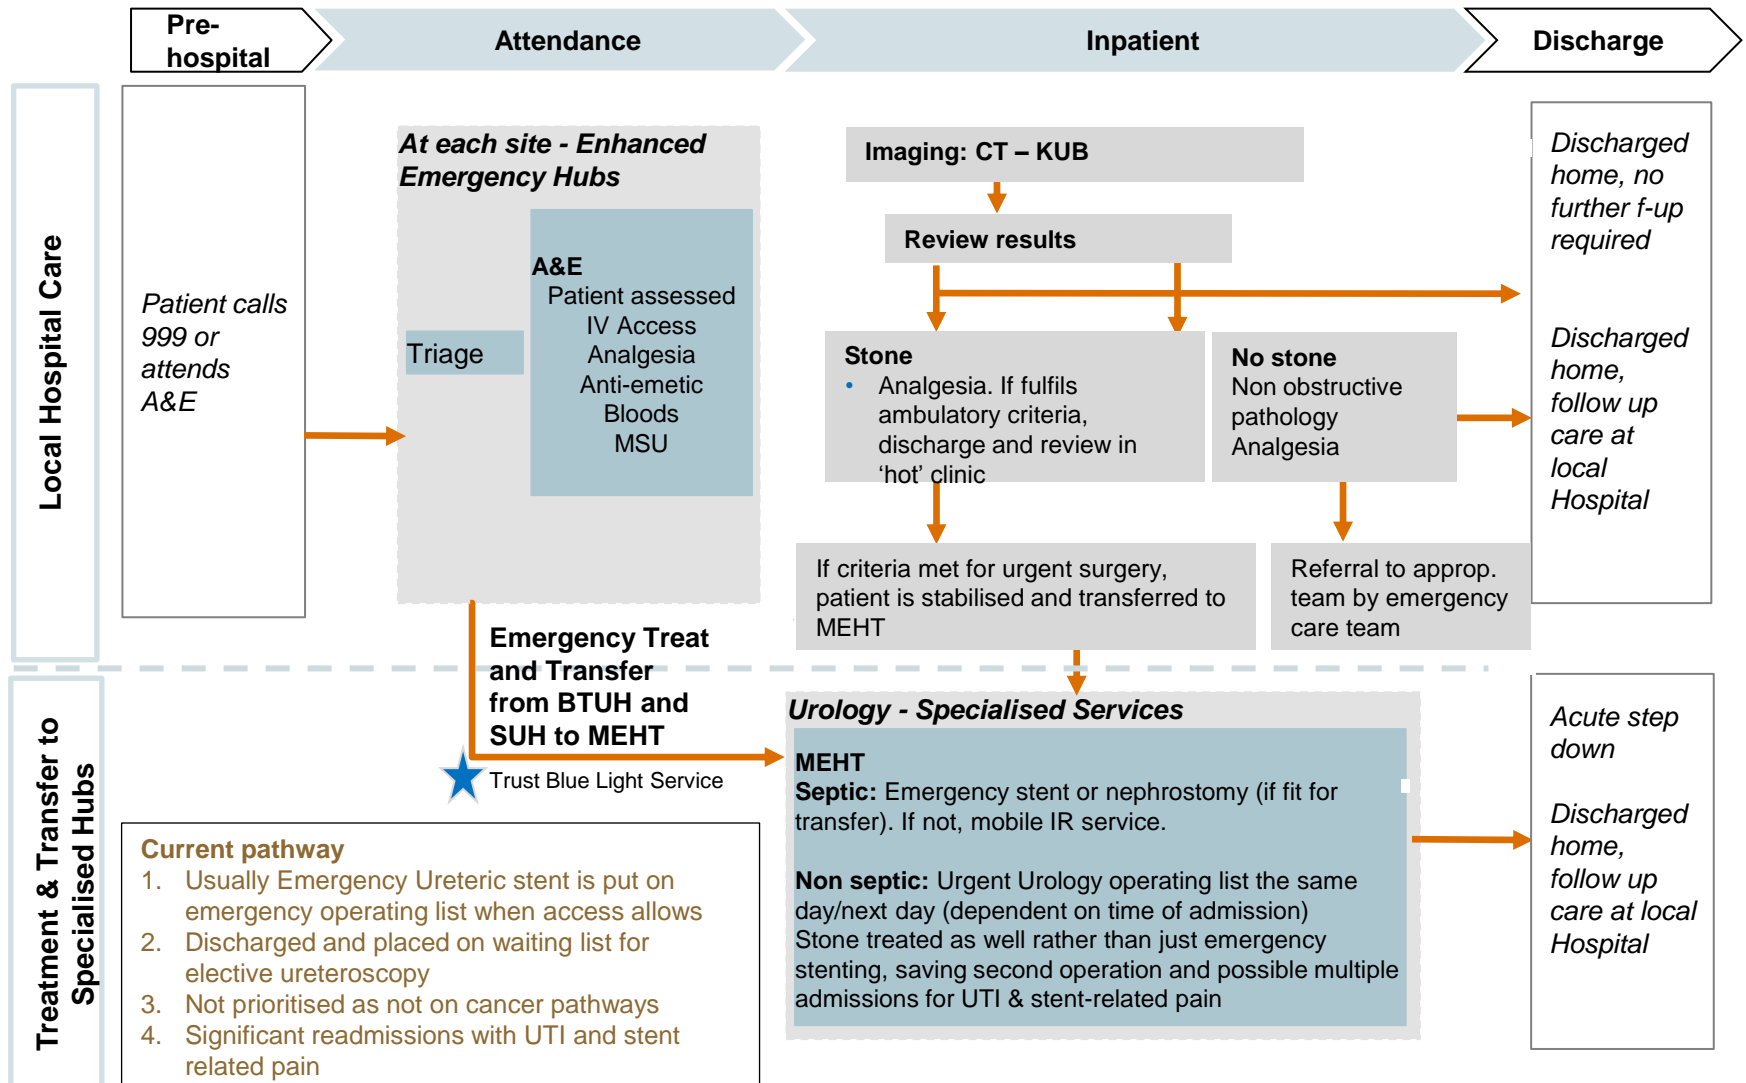 Pre-
hospital
Attendance
Inpatient
Discharge
Local Hospital Care
Patient calls
999 or
attends
A&E
At each site - Enhanced
Emergency Hubs
Triage
A&E
Patient assessed
IV Access
Analgesia
Anti-emetic
Bloods
MSU
Imaging: CT – KUB
Review results
Stone
• Analgesia. If fulfils
ambulatory criteria,
discharge and review in
‘hot’ clinic
No stone
Non obstructive
pathology
Analgesia
If criteria met for urgent surgery,
patient is stabilised and transferred to
MEHT
Referral to approp.
team by emergency
care team
Discharged
home, no
further f-up
required
Discharged
home,
follow up
care at
local
Hospital
Treatment & Transfer to
Specialised Hubs
Emergency Treat
and Transfer
from BTUH and
SUH to MEHT
Trust Blue Light Service
Current pathway
1. Usually Emergency Ureteric stent is put on
emergency operating list when access allows
2. Discharged and placed on waiting list for
elective ureteroscopy
3. Not prioritised as not on cancer pathways
4. Significant readmissions with UTI and stent
related pain
Urology - Specialised Services
MEHT
Septic: Emergency stent or nephrostomy (if fit for
transfer). If not, mobile IR service.
Non septic: Urgent Urology operating list the same
day/next day (dependent on time of admission)
Stone treated as well rather than just emergency
stenting, saving second operation and possible multiple
admissions for UTI & stent-related pain
Acute step
down
Discharged
home,
follow up
care at local
Hospital